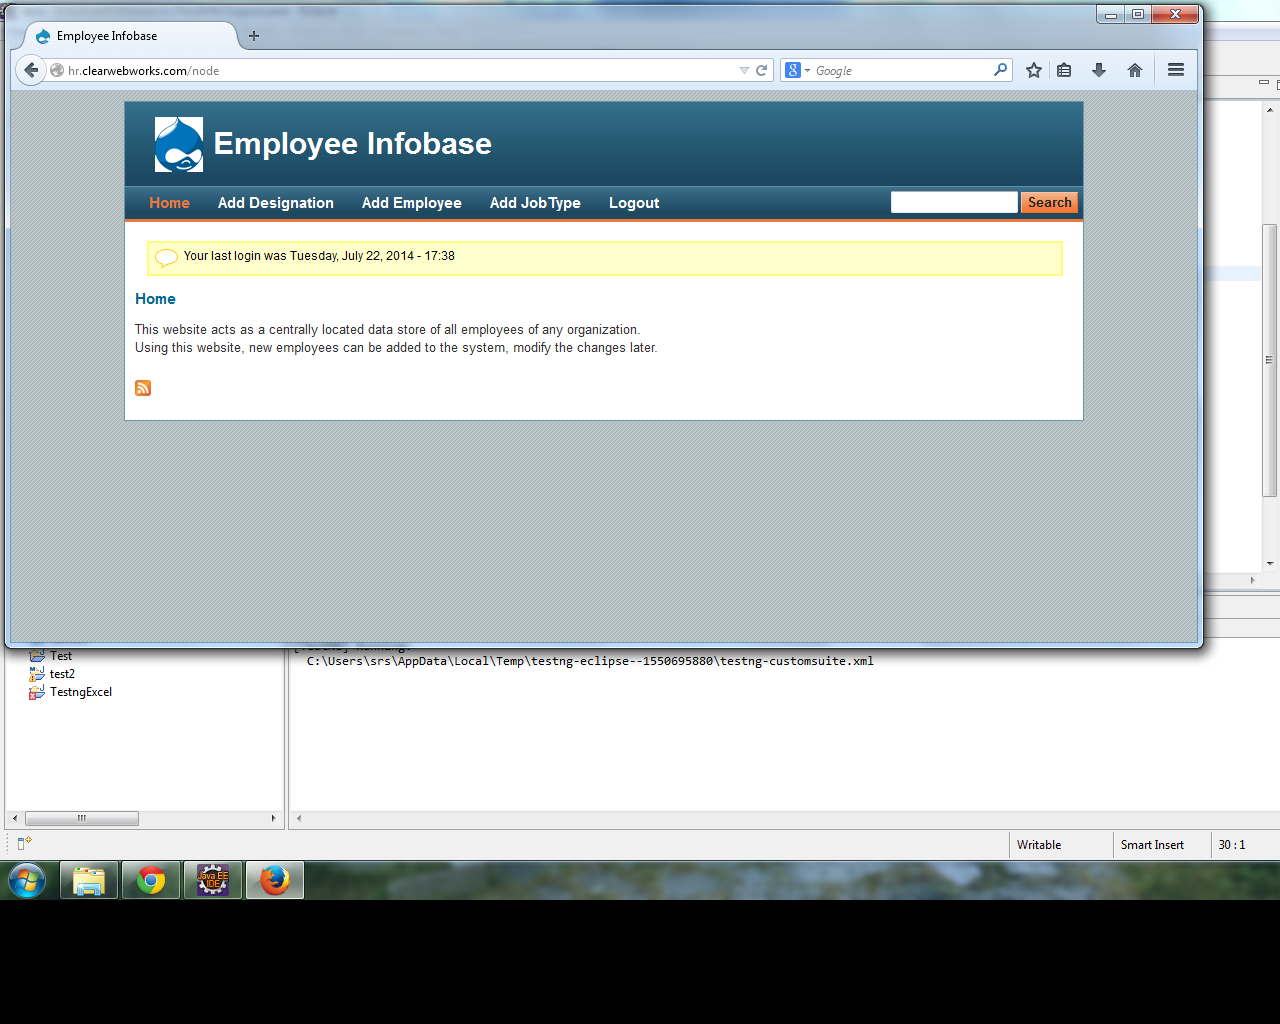 Employee Infobase
hr.clearwebworks.com/node
Google
Employee Infobase
Home Add Designation Add Employee Add JobType Logout Search
Your last login was Tuesday, July 22, 2014 - 17:38
Home
This website acts as a centrally located data store of all employees of any organization.
Using this website, new employees can be added to the system, modify the changes later.
Test
C:\Users\srs\AppData\Local\Temp\testng-eclipse--1550695880\testng-customsuite.xml
test2
TestngExcel
Writable Smart Insert 30 : 1
Java EE
IDE